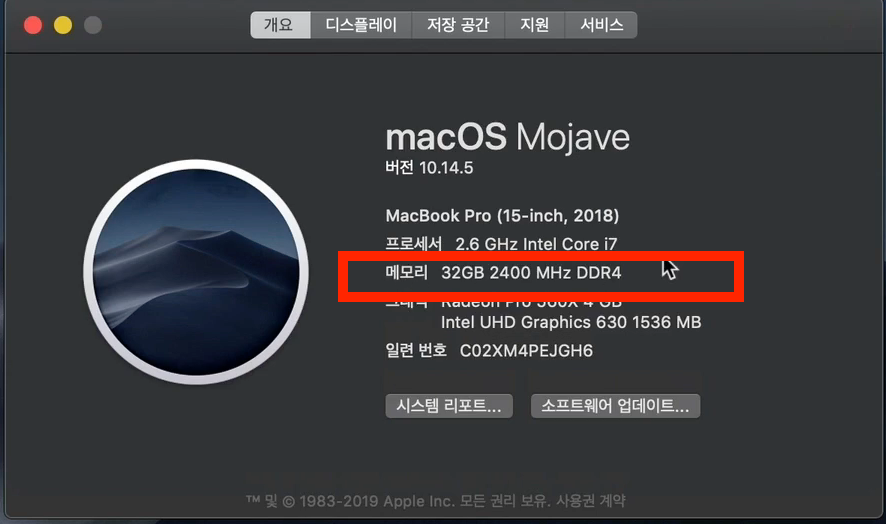 개요 디스플레이 저장 공간 지원 서비스
macOS Mojave
버전 10.14.5
MacBook Pro (15-inch, 2018)
프로세서 2.6 GHz Intel Core i7
메모리 32GB 2400 MHz DDR4
그래픽 Radeon Pro 560X 4 GB
Intel UHD Graphics 630 1536 MB
일련 번호 C02XM4PEJGH6
시스템 리포트... 소프트웨어 업데이트...
™ 및 © 1983-2019 Apple Inc. 모든 권리 보유. 사용권 계약